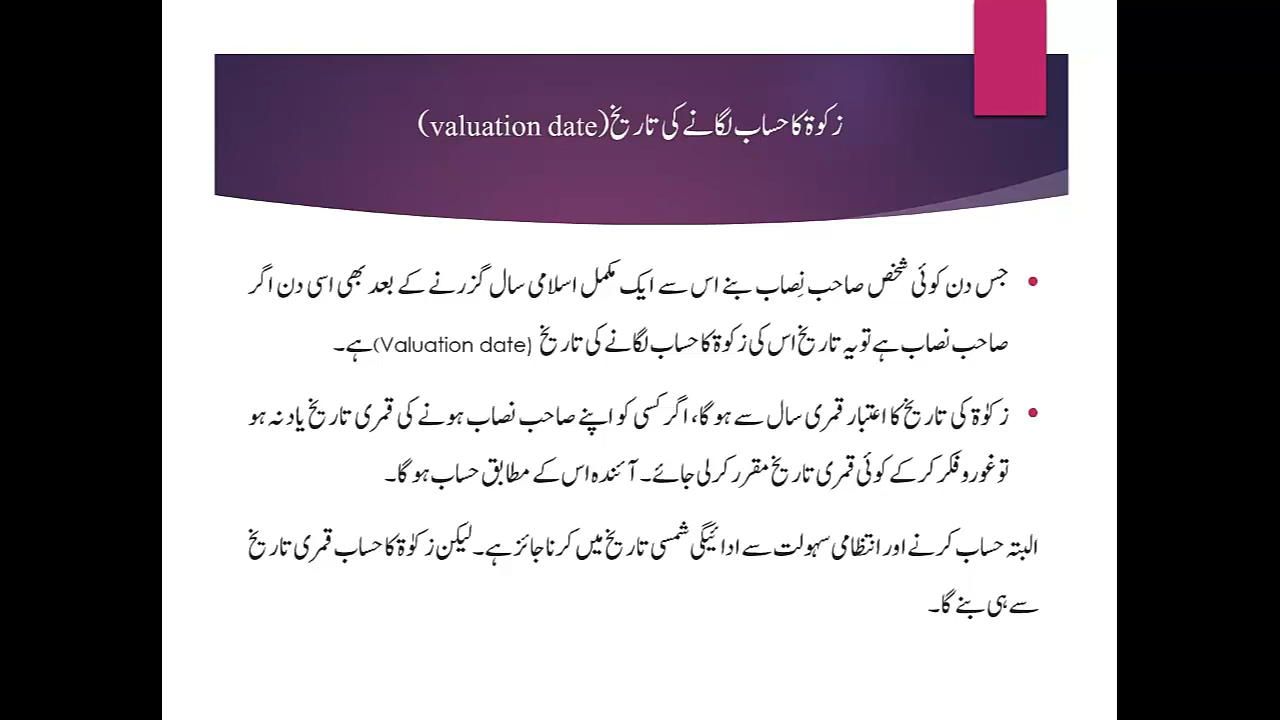 زکوۃ کا حساب لگانے کی تاریخ(valuation date)
• جس دن کوئی شخص صاحب نِصاب بنے اس سے ایک مکمل اسلامی سال گزرنے کے بعد بھی اسی دن اگر
صاحب نصاب ہے تو یہ تاریخ اس کی زکوۃ کا حساب لگانے کی تاریخ (Valuation date)ہے۔
• زکوٰۃ کی تاریخ کا اعتبار قمری سال سے ہو گا، اگر کسی کو اپنے صاحب نصاب ہونے کی قمری تاریخ یاد نہ ہو
تو غور و فکر کر کے کوئی قمری تاریخ مقرر کر لی جائے۔ آئندہ اس کے مطابق حساب ہو گا۔
البتہ حساب کرنے اور انتظامی سہولت سے ادائیگی شمسی تاریخ میں کرنا جائز ہے۔ لیکن زکوٰۃ کا حساب قمری تاریخ
سے ہی بنے گا۔